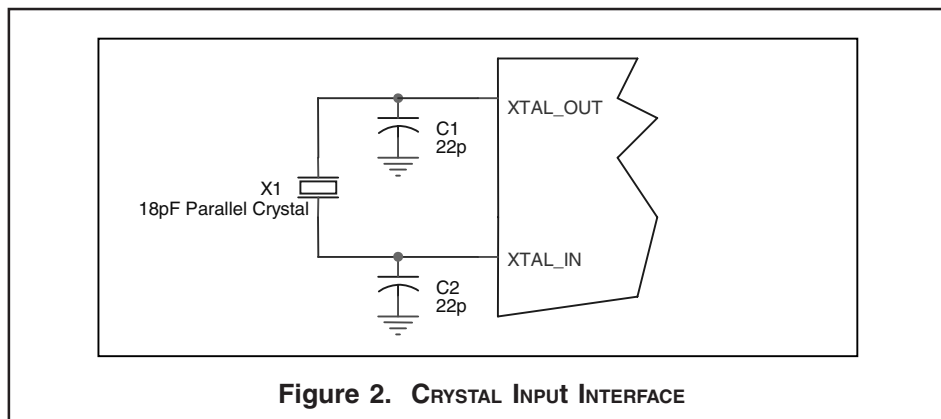 XTAL_OUT
C1
22p
X1
18pF Parallel Crystal
XTAL_IN
C2
22p
Figure 2. CRYSTAL INPUT INTERFACE